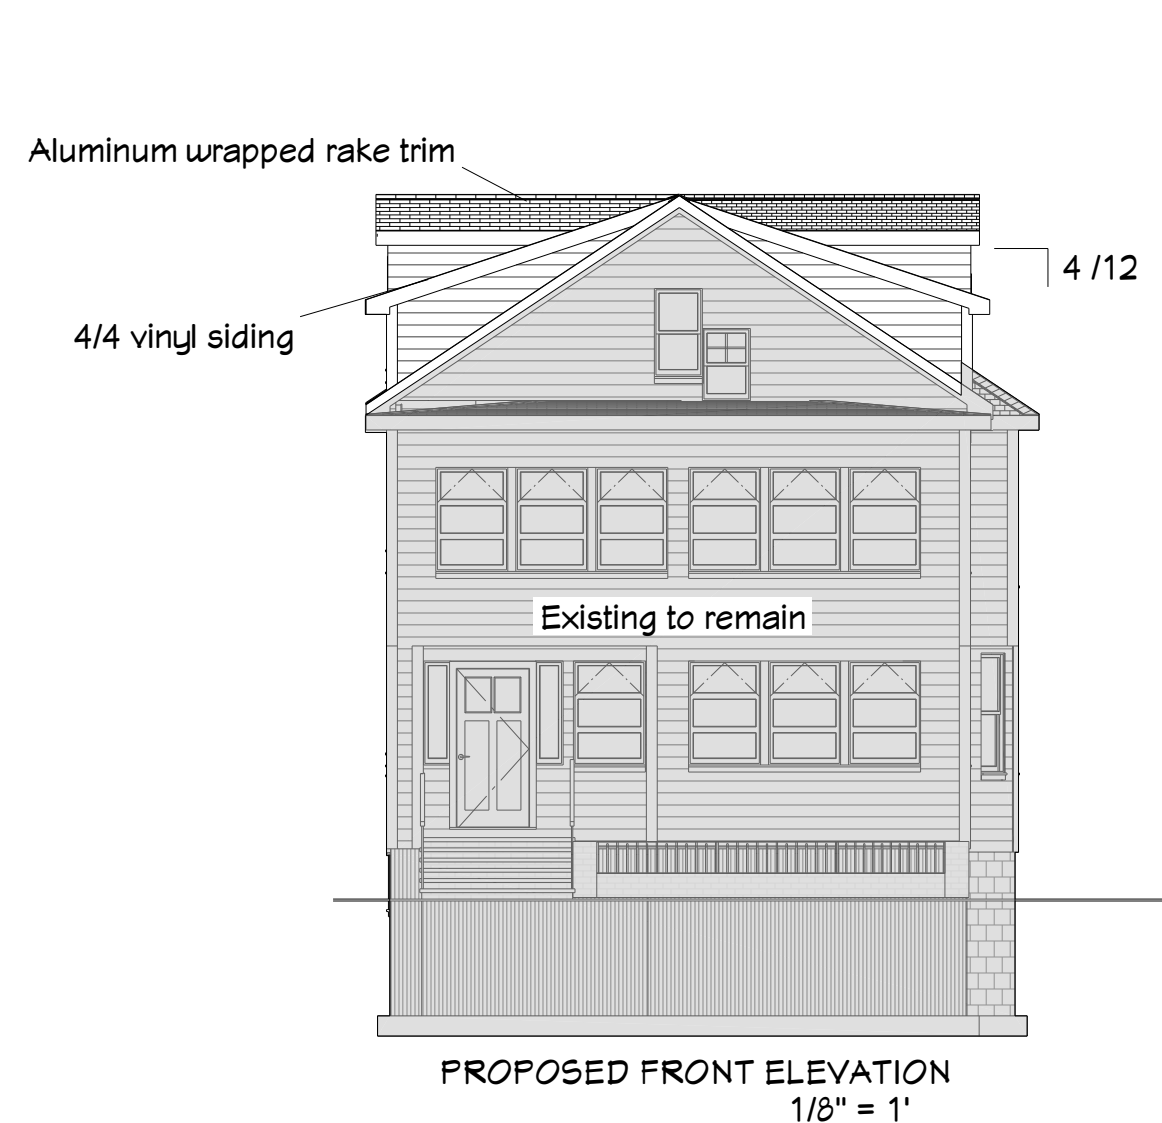 Aluminum wrapped rake trim
4 /12
4/4 vinyl siding
Existing to remain
PROPOSED FRONT ELEVATION
1/8" = 1'